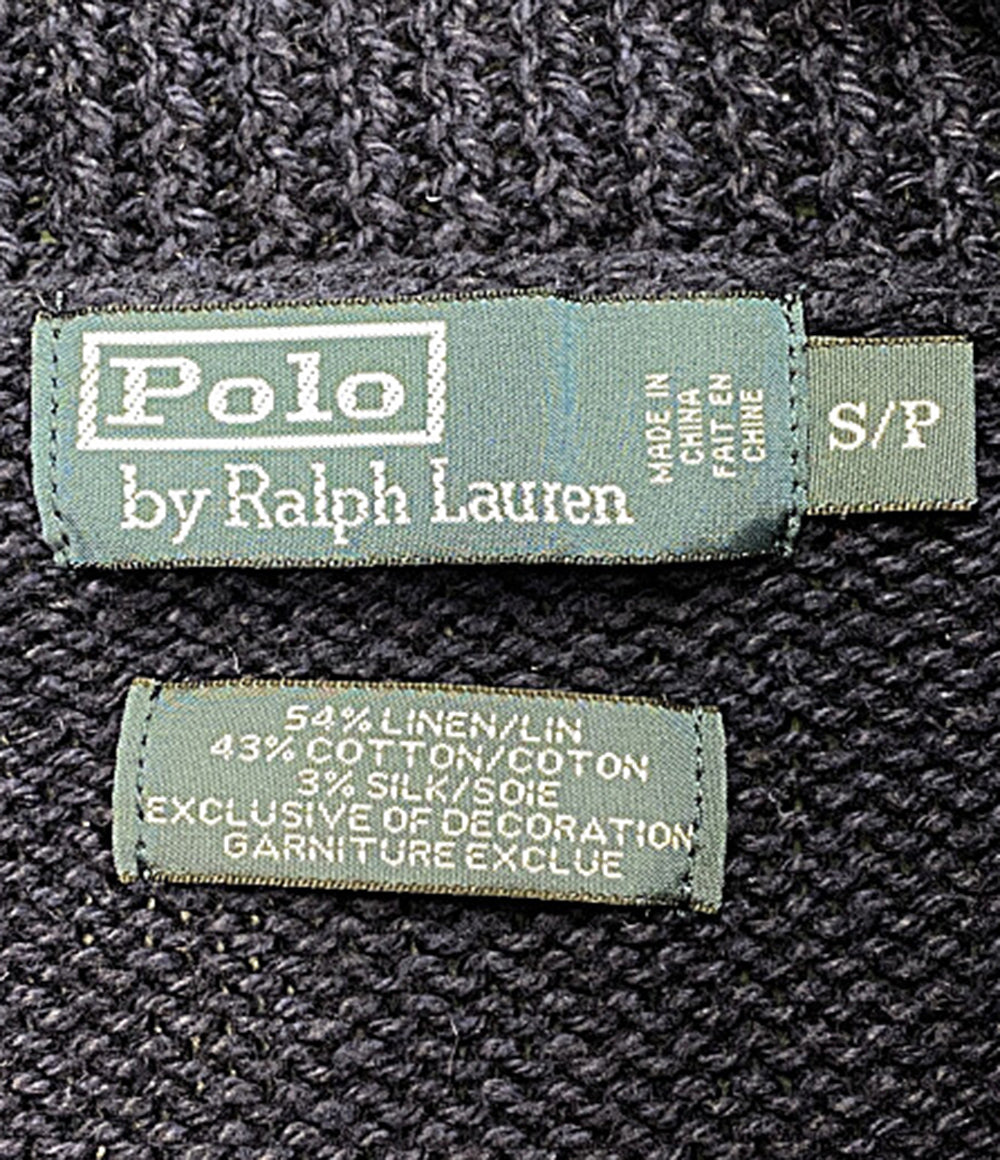 Polo
by Ralph Lauren
MADE IN
CHINA
FAIT EN
CHINE
S/P
54% LINEN/LIN
43% COTTON/COTON
3% SILK/SOIE
EXCLUSIVE OF DECORATION
GARNITURE EXCLUE